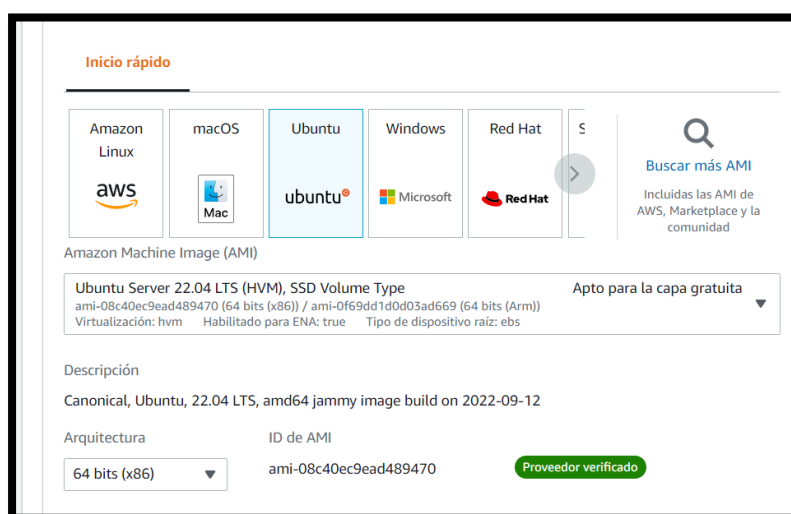 Inicio rápido
Amazon
Linux
aws
macOS
Mac
Ubuntu
ubuntu
Windows
Microsoft
Red Hat
Red Hat
S
Buscar más AMI
Incluidas las AMI de
AWS, Marketplace y la
comunidad
Amazon Machine Image (AMI)
Ubuntu Server 22.04 LTS (HVM), SSD Volume Type
Apto para la capa gratuita
ami-08c40ec9ead489470 (64 bits (x86)) / ami-0f69dd1d0d03ad669 (64 bits (Arm))
Virtualización: hvm Habilitado para ENA: true Tipo de dispositivo raíz: ebs
Descripción
Canonical, Ubuntu, 22.04 LTS, amd64 jammy image build on 2022-09-12
Arquitectura
ID de AMI
64 bits (x86)
ami-08c40ec9ead489470
Proveedor verificado